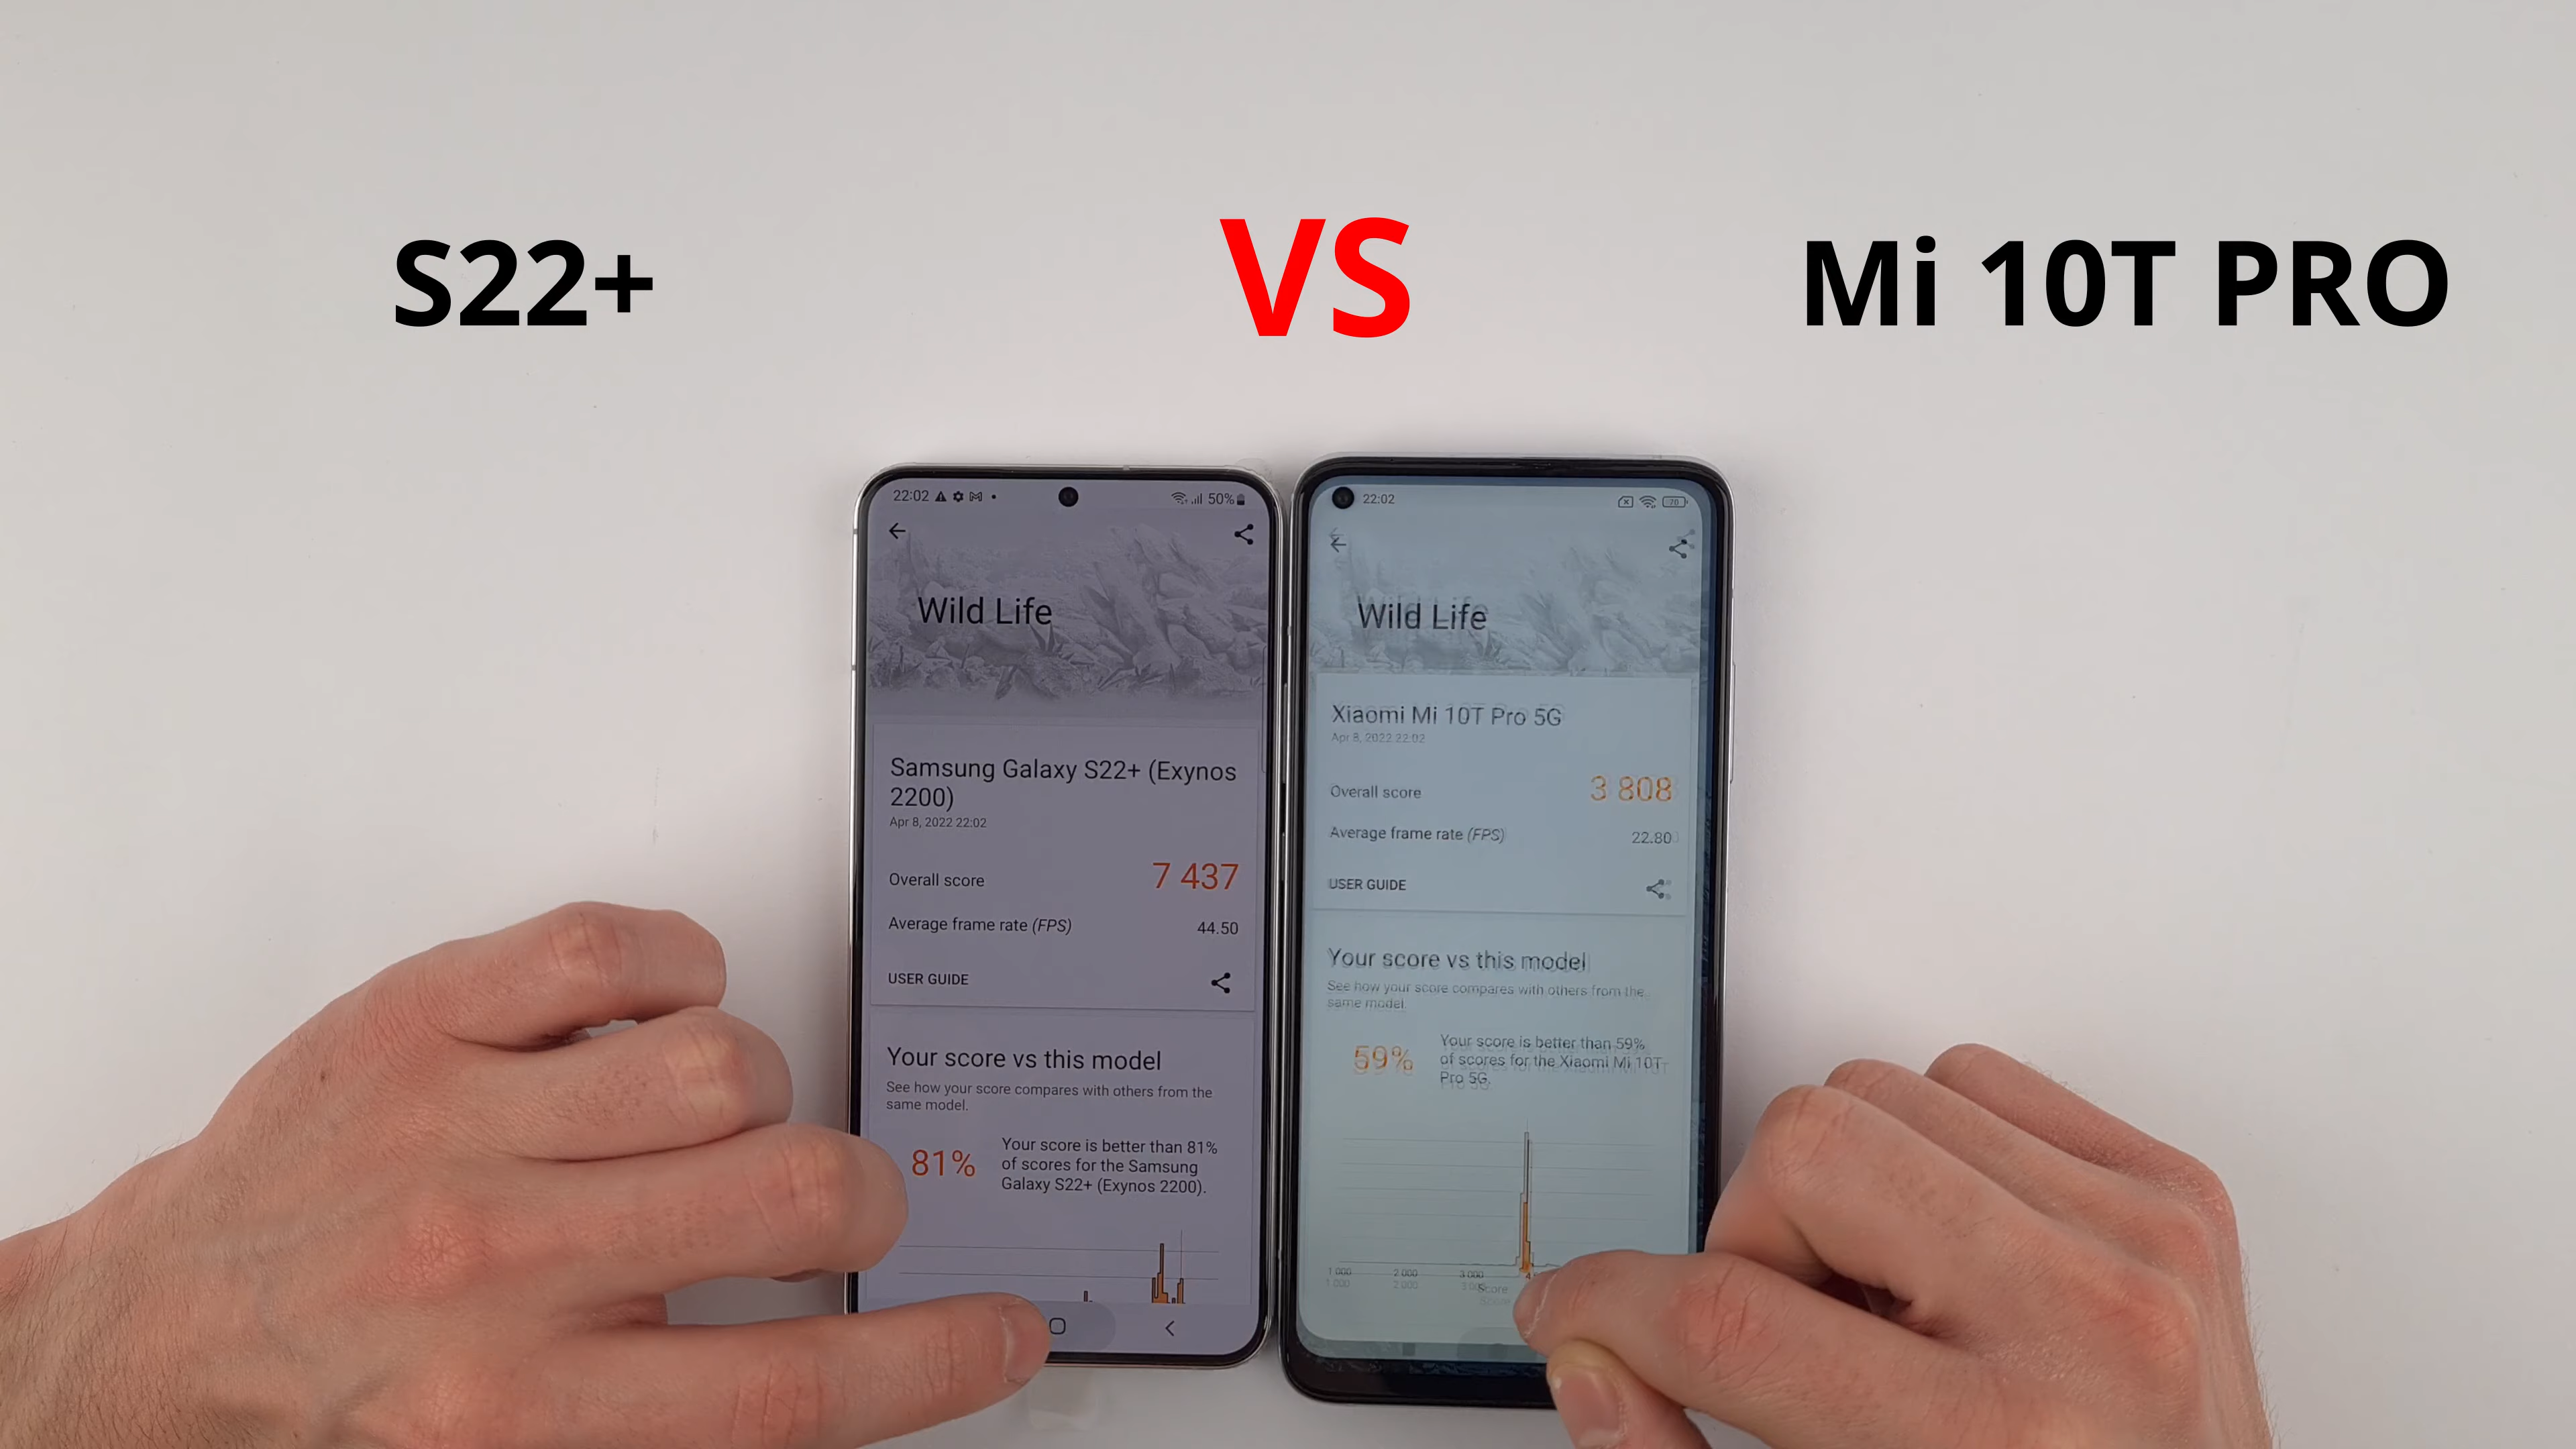 S22+
VS
Mi 10T PRO
22:02
50%
Wild Life
Samsung Galaxy S22+ (Exynos
2200)
Apr 8, 2022 22:02
Overall score
7 437
Average frame rate (FPS)
44.50
USER GUIDE
Your score vs this model
See how your score compares with others from the
same model.
81%
Your score is better than 81%
of scores for the Samsung
Galaxy S22+ (Exynos 2200).
22:02
70
Wild Life
Xiaomi Mi 10T Pro 5G
Apr 8, 2022 22:02
Overall score
3 808
Average frame rate (FPS)
22.80
USER GUIDE
Your score vs this model
See how your score compares with others from the
same model.
59%
Your score is better than 59%
of scores for the Xiaomi Mi 10T
Pro 5G.
1 000
2 000
3 000
Score